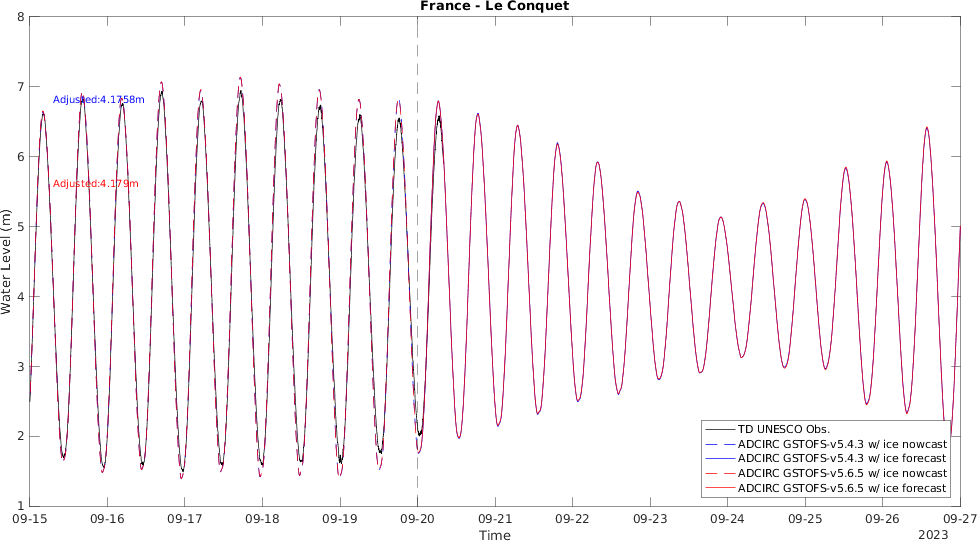 France - Le Conquet
8
7
6
5
4
3
2
1
Water Level (m)
Adjusted:4.1758m
Adjusted:4.179m
TD UNESCO Obs.
ADCIRC GSTOFS-v5.4.3 w/ ice nowcast
ADCIRC GSTOFS-v5.4.3 w/ ice forecast
ADCIRC GSTOFS-v5.6.5 w/ ice nowcast
ADCIRC GSTOFS-v5.6.5 w/ ice forecast
09-15 09-16 09-17 09-18 09-19 09-20 09-21 09-22 09-23 09-24 09-25 09-26 09-27
Time
2023